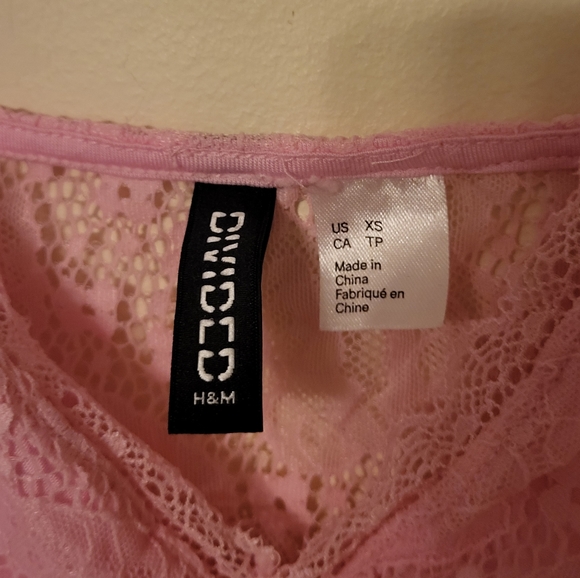 DIVIDED
H&M
US XS
CA TP
Made in
China
Fabriqué en
Chine